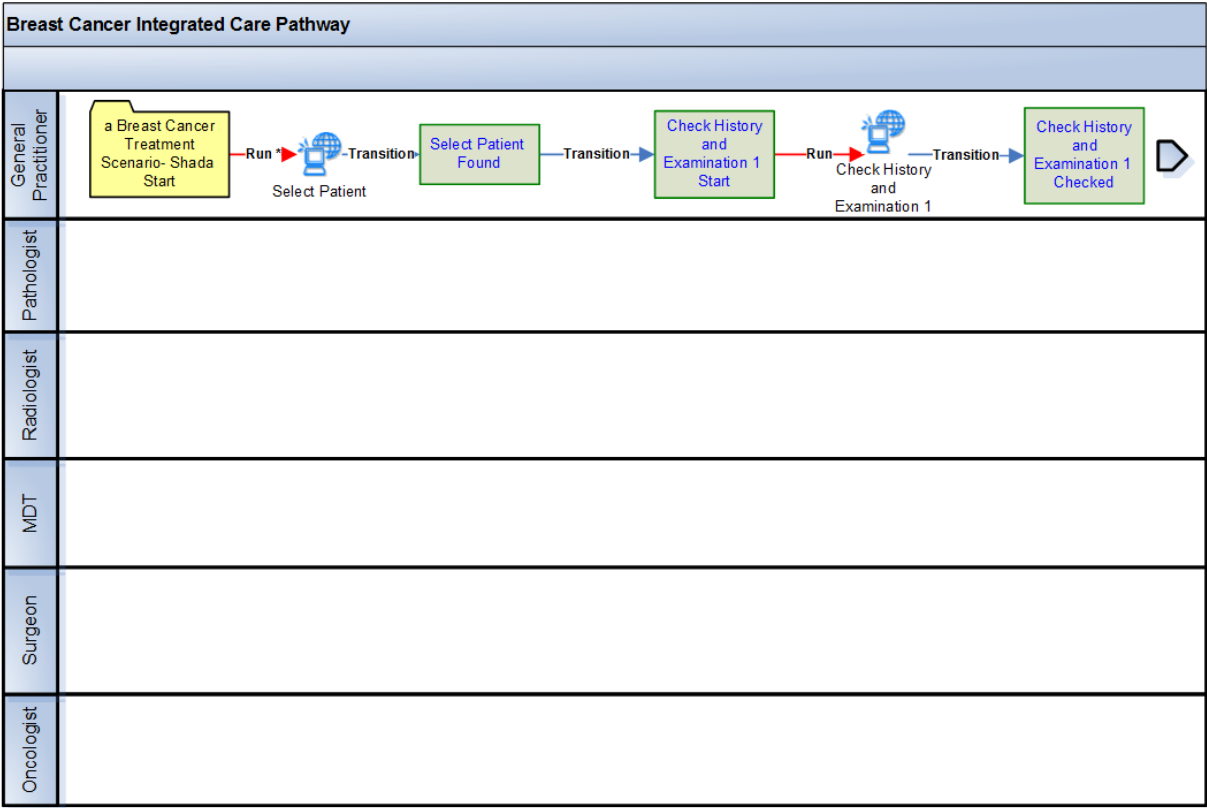 Breast Cancer Integrated Care Pathway
General
Practitioner
a Breast Cancer
Treatment
Scenario- Shada
Start
Run *
Select Patient
Transition
Select Patient
Found
Transition
Check History
and
Examination 1
Start
Run
Check History
and
Examination 1
Transition
Check History
and
Examination 1
Checked
Pathologist
Radiologist
MDT
Surgeon
Oncologist